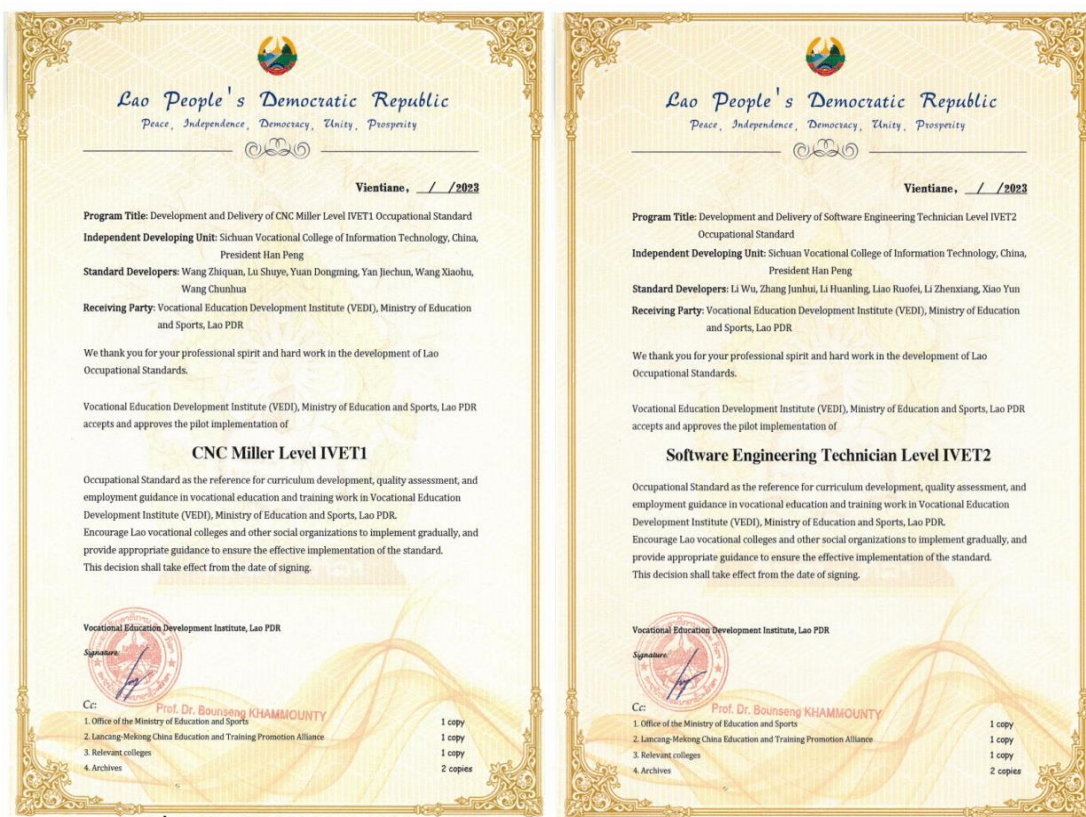 Lao People's Democratic Republic
Peace, Independence, Democracy, Unity, Prosperity
Vientiane, / /2023
Program Title: Development and Delivery of CNC Miller Level IVET1 Occupational Standard
Independent Developing Unit: Sichuan Vocational College of Information Technology, China,
President Han Peng
Standard Developers: Wang Zhiquan, Lu Shuye, Yuan Dongming, Yan Jiechun, Wang Xiaohu,
Wang Chunhua
Receiving Party: Vocational Education Development Institute (VEDI), Ministry of Education
and Sports, Lao PDR
We thank you for your professional spirit and hard work in the development of Lao
Occupational Standards.
Vocational Education Development Institute (VEDI), Ministry of Education and Sports, Lao PDR
accepts and approves the pilot implementation of
CNC Miller Level IVET1
Occupational Standard as the reference for curriculum development, quality assessment, and
employment guidance in vocational education and training work in Vocational Education
Development Institute (VEDI), Ministry of Education and Sports, Lao PDR.
Encourage Lao vocational colleges and other social organizations to implement gradually, and
provide appropriate guidance to ensure the effective implementation of the standard.
This decision shall take effect from the date of signing.
Vocational Education Development Institute, Lao PDR
Signature:
Prof. Dr. Bounseng KHAMMOUNTY
Cc:
1. Office of the Ministry of Education and Sports 1 copy
2. Lancang-Mekong China Education and Training Promotion Alliance 1 copy
3. Relevant colleges 1 copy
4. Archives 2 copies
Lao People's Democratic Republic
Peace, Independence, Democracy, Unity, Prosperity
Vientiane, / /2023
Program Title: Development and Delivery of Software Engineering Technician Level IVET2
Occupational Standard
Independent Developing Unit: Sichuan Vocational College of Information Technology, China,
President Han Peng
Standard Developers: Li Wu, Zhang Junhui, Li Huanling, Liao Ruofei, Li Zhenxiang, Xiao Yun
Receiving Party: Vocational Education Development Institute (VEDI), Ministry of Education
and Sports, Lao PDR
We thank you for your professional spirit and hard work in the development of Lao
Occupational Standards.
Vocational Education Development Institute (VEDI), Ministry of Education and Sports, Lao PDR
accepts and approves the pilot implementation of
Software Engineering Technician Level IVET2
Occupational Standard as the reference for curriculum development, quality assessment, and
employment guidance in vocational education and training work in Vocational Education
Development Institute (VEDI), Ministry of Education and Sports, Lao PDR.
Encourage Lao vocational colleges and other social organizations to implement gradually, and
provide appropriate guidance to ensure the effective implementation of the standard.
This decision shall take effect from the date of signing.
Vocational Education Development Institute, Lao PDR
Signature:
Prof. Dr. Bounseng KHAMMOUNTY
Cc:
1. Office of the Ministry of Education and Sports 1 copy
2. Lancang-Mekong China Education and Training Promotion Alliance 1 copy
3. Relevant colleges 1 copy
4. Archives 2 copies